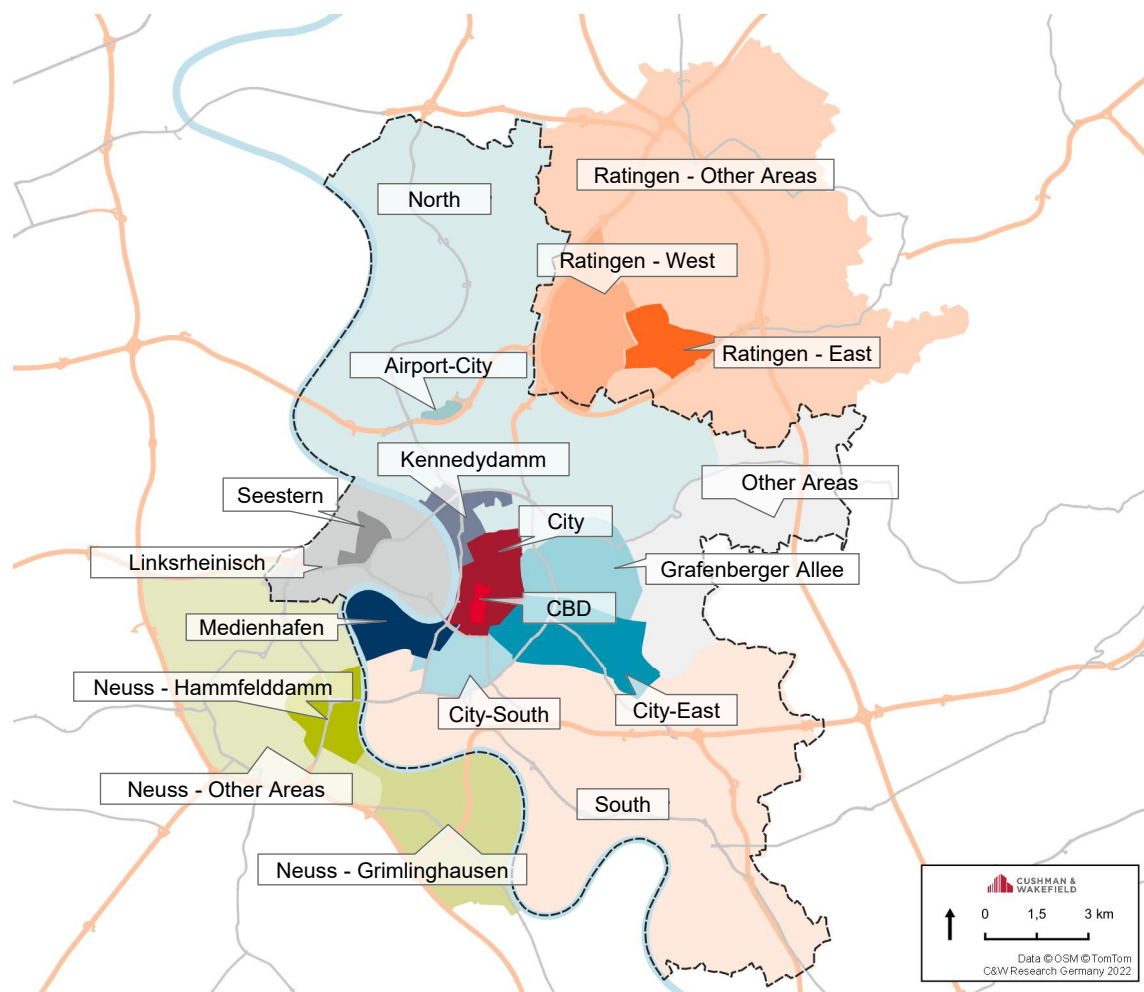 Ratingen - Other Areas
North
Ratingen - West
Ratingen - East
Airport-City
Kennedydamm
Other Areas
Seestern
City
Linksrheinisch
Grafenberger Allee
CBD
Medienhafen
Neuss - Hammfelddamm
City-South
City-East
Neuss - Other Areas
South
Neuss - Grimlinghausen
CUSHMAN &
WAKEFIELD
0 1,5 3 km
Data © OSM © TomTom
C&W Research Germany 2022